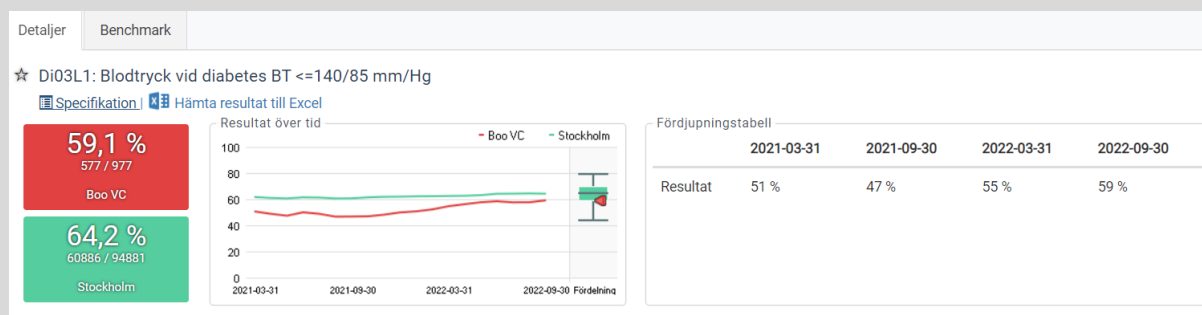 Detaljer Benchmark
Di03L1: Blodtryck vid diabetes BT <=140/85 mm/Hg
Specifikation | Hämta resultat till Excel
59,1 %
577 / 977
Boo VC
64,2 %
60886 / 94881
Stockholm
Resultat över tid
Boo VC Stockholm
100
80
60
40
20
0
2021-03-31 2021-09-30 2022-03-31 2022-09-30 Fördelning
Fördjupningstabell
2021-03-31 2021-09-30 2022-03-31 2022-09-30
Resultat 51 % 47 % 55 % 59 %